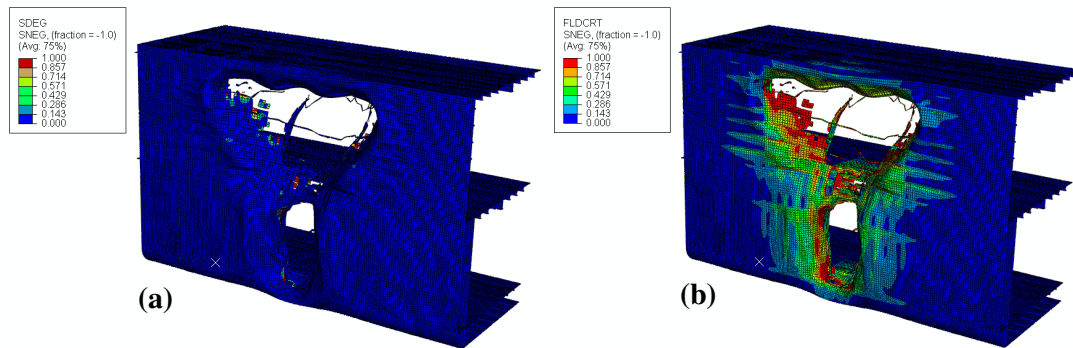 SDEG
SNEG, (fraction = -1.0)
(Avg: 75%)
1.000
0.857
0.714
0.571
0.429
0.286
0.143
0.000
(a)
FLDCRT
SNEG, (fraction = -1.0)
(Avg: 75%)
1.000
0.857
0.714
0.571
0.429
0.286
0.143
0.000
(b)